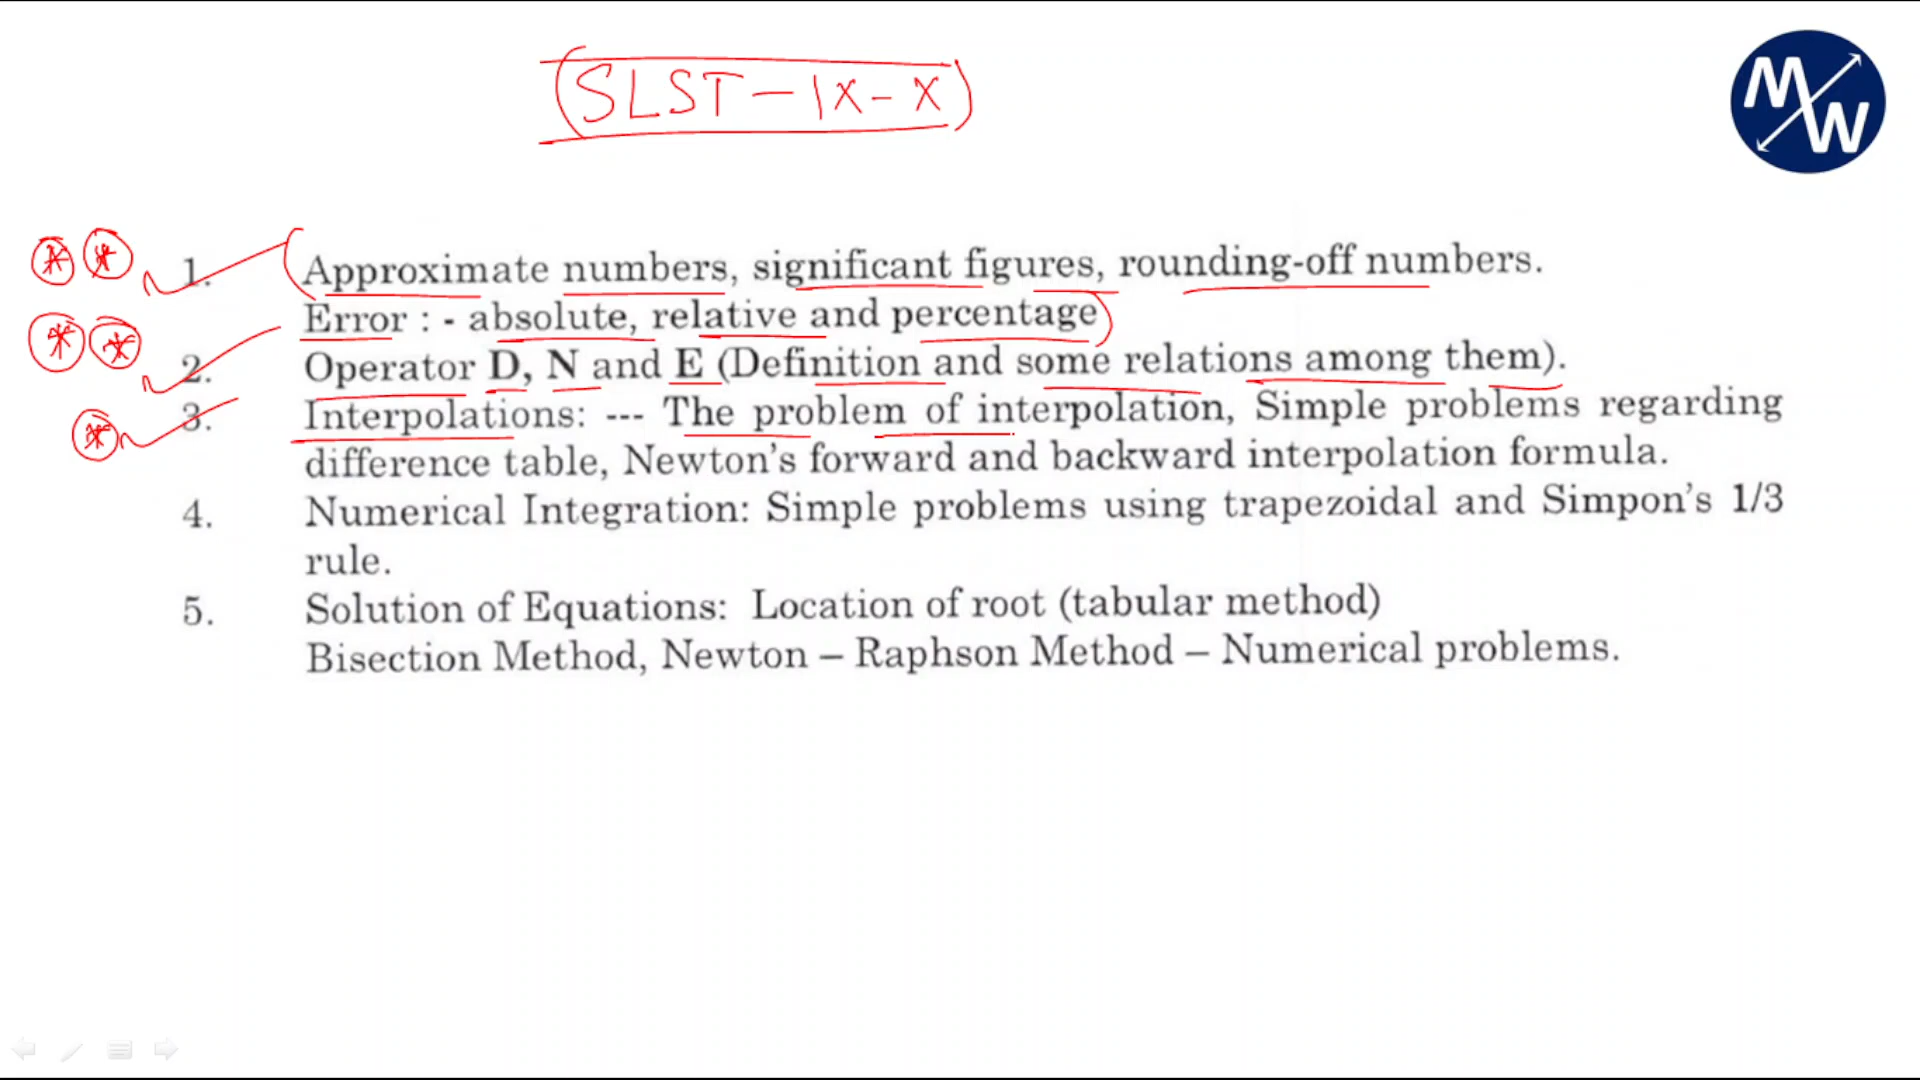 (SLST - IX - X)
MW
1. Approximate numbers, significant figures, rounding-off numbers.
Error : - absolute, relative and percentage)
2. Operator D, N and E (Definition and some relations among them).
3. Interpolations: --- The problem of interpolation, Simple problems regarding
difference table, Newton's forward and backward interpolation formula.
4. Numerical Integration: Simple problems using trapezoidal and Simpon's 1/3
rule.
5. Solution of Equations: Location of root (tabular method)
Bisection Method, Newton – Raphson Method – Numerical problems.